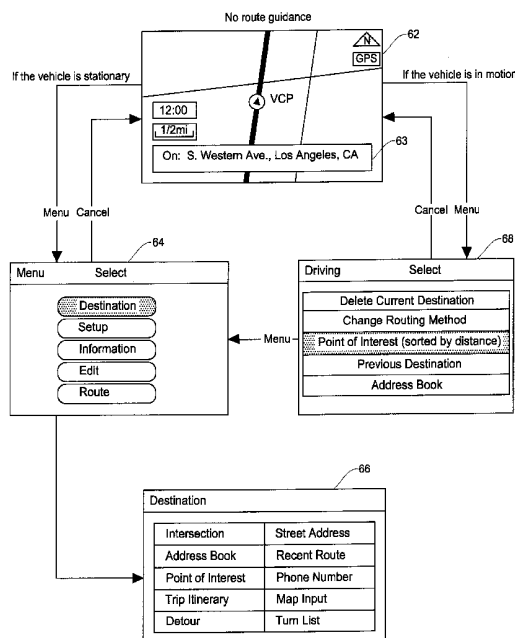 No route guidance
62
N
GPS
If the vehicle is stationary
If the vehicle is in motion
VCP
12:00
1/2mi
63
On: S. Western Ave., Los Angeles, CA
Menu Cancel
Cancel Menu
64
68
Menu Select
Driving Select
Destination
Setup
Information
Edit
Route
Menu
Delete Current Destination
Change Routing Method
Point of Interest (sorted by distance)
Previous Destination
Address Book
66
Destination
Intersection Street Address
Address Book Recent Route
Point of Interest Phone Number
Trip Itinerary Map Input
Detour Turn List